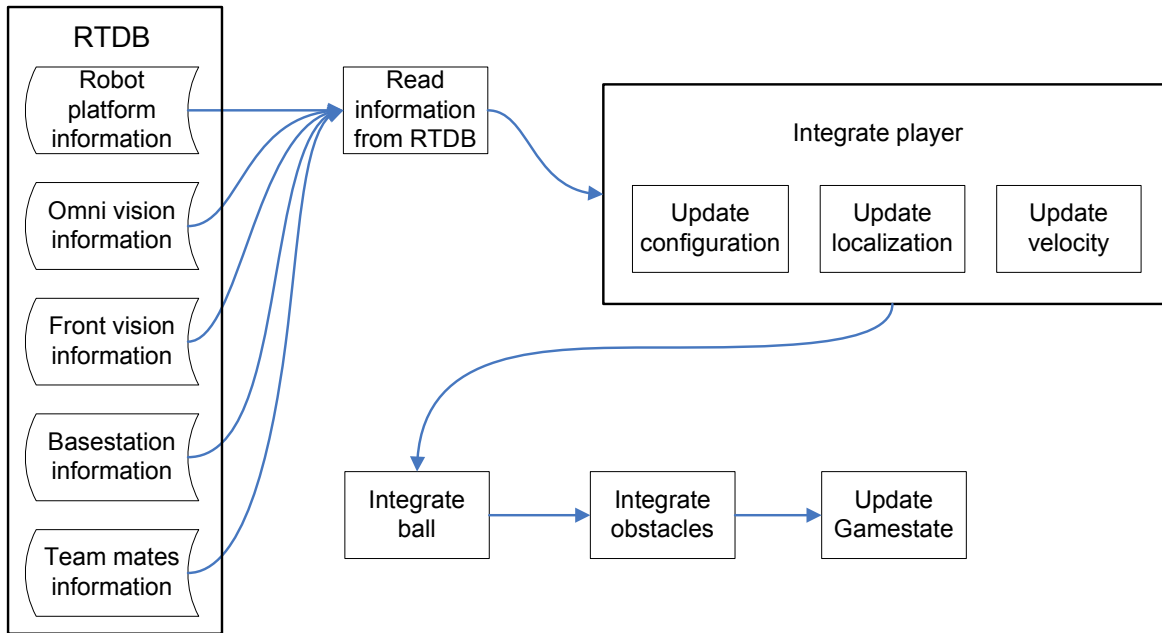 RTDB
Robot
platform
information
Omni vision
information
Front vision
information
Basestation
information
Team mates
information
Read
information
from RTDB
Integrate player
Update
configuration
Update
localization
Update
velocity
Integrate
ball
Integrate
obstacles
Update
Gamestate